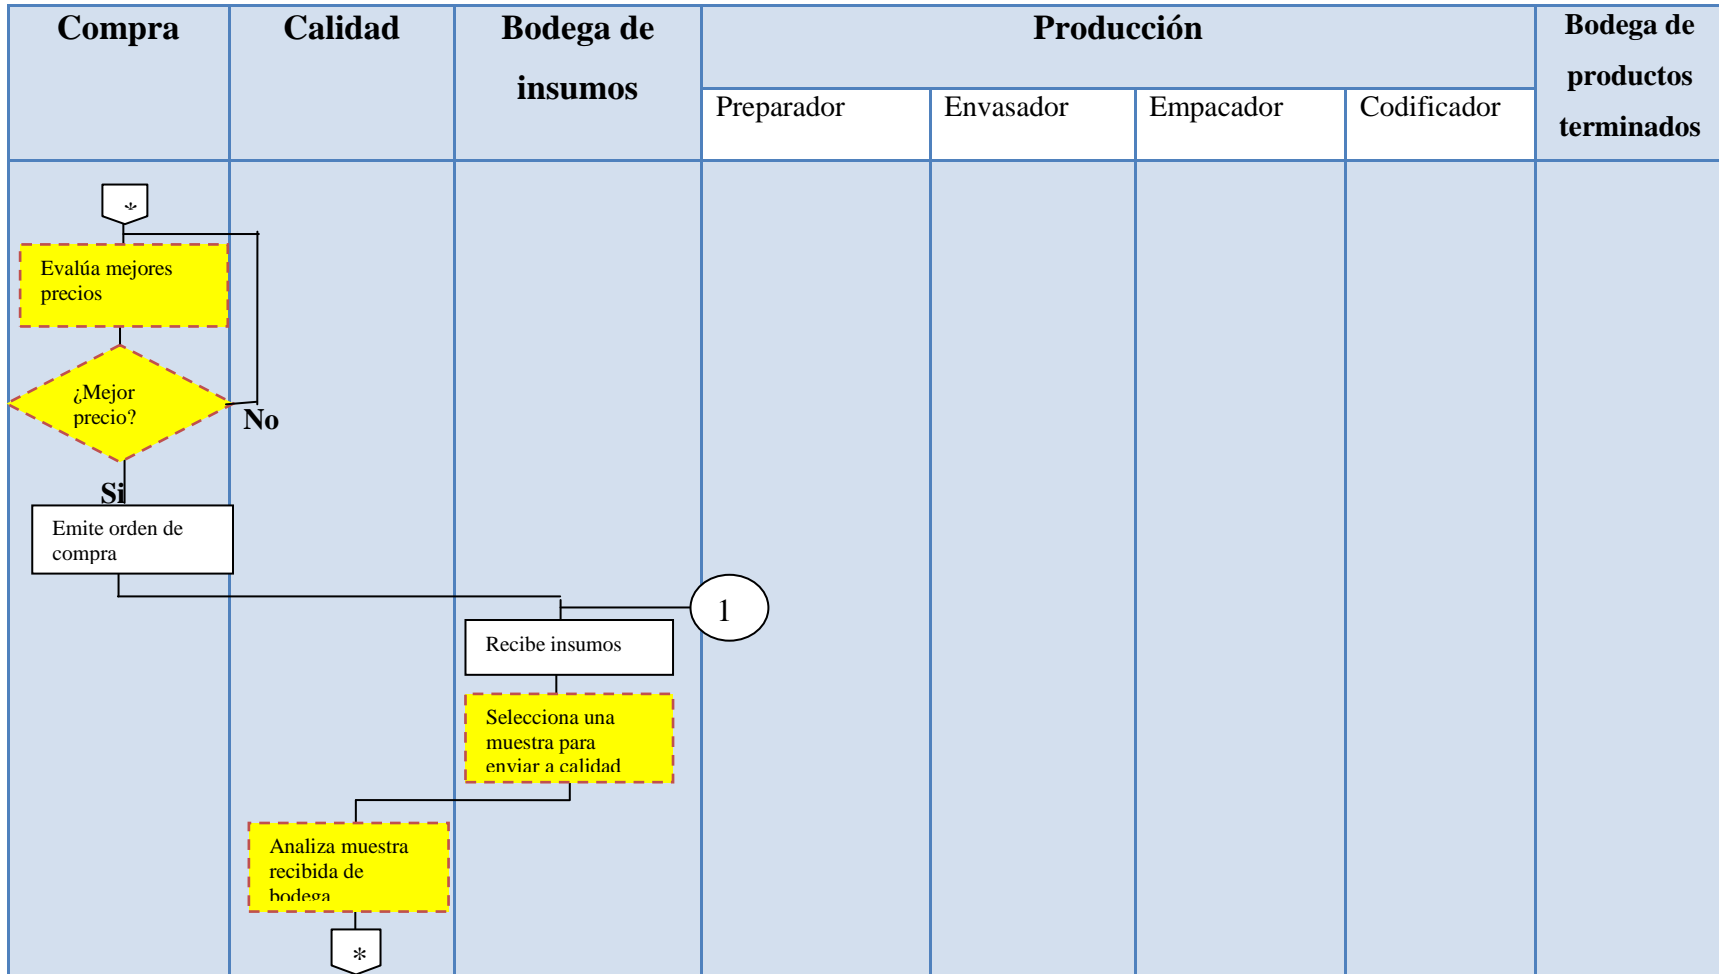 Compra
Calidad
Bodega de
insumos
Producción
Bodega de
productos
terminados
Preparador
Envasador
Empacador
Codificador
*
Evalúa mejores
precios
¿Mejor
precio?
No
Si
Emite orden de
compra
1
Recibe insumos
Selecciona una
muestra para
enviar a calidad
Analiza muestra
recibida de
bodega
*